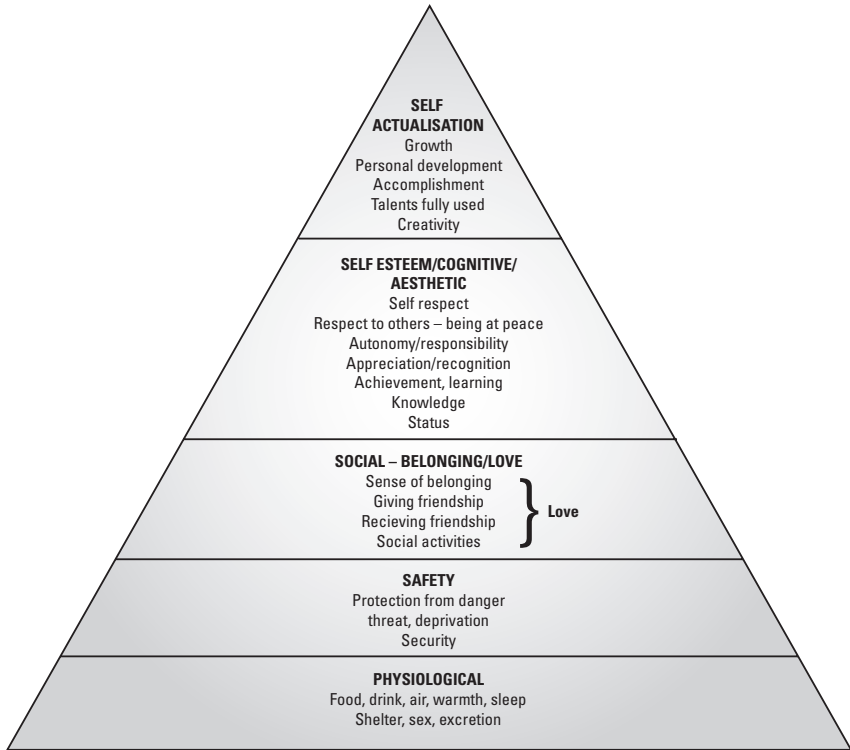 SELF
ACTUALISATION
Growth
Personal development
Accomplishment
Talents fully used
Creativity
SELF ESTEEM/COGNITIVE/
AESTHETIC
Self respect
Respect to others – being at peace
Autonomy/responsibility
Appreciation/recognition
Achievement, learning
Knowledge
Status
SOCIAL – BELONGING/LOVE
Sense of belonging
Giving friendship
Recieving friendship
Social activities
Love
SAFETY
Protection from danger
threat, deprivation
Security
PHYSIOLOGICAL
Food, drink, air, warmth, sleep
Shelter, sex, excretion